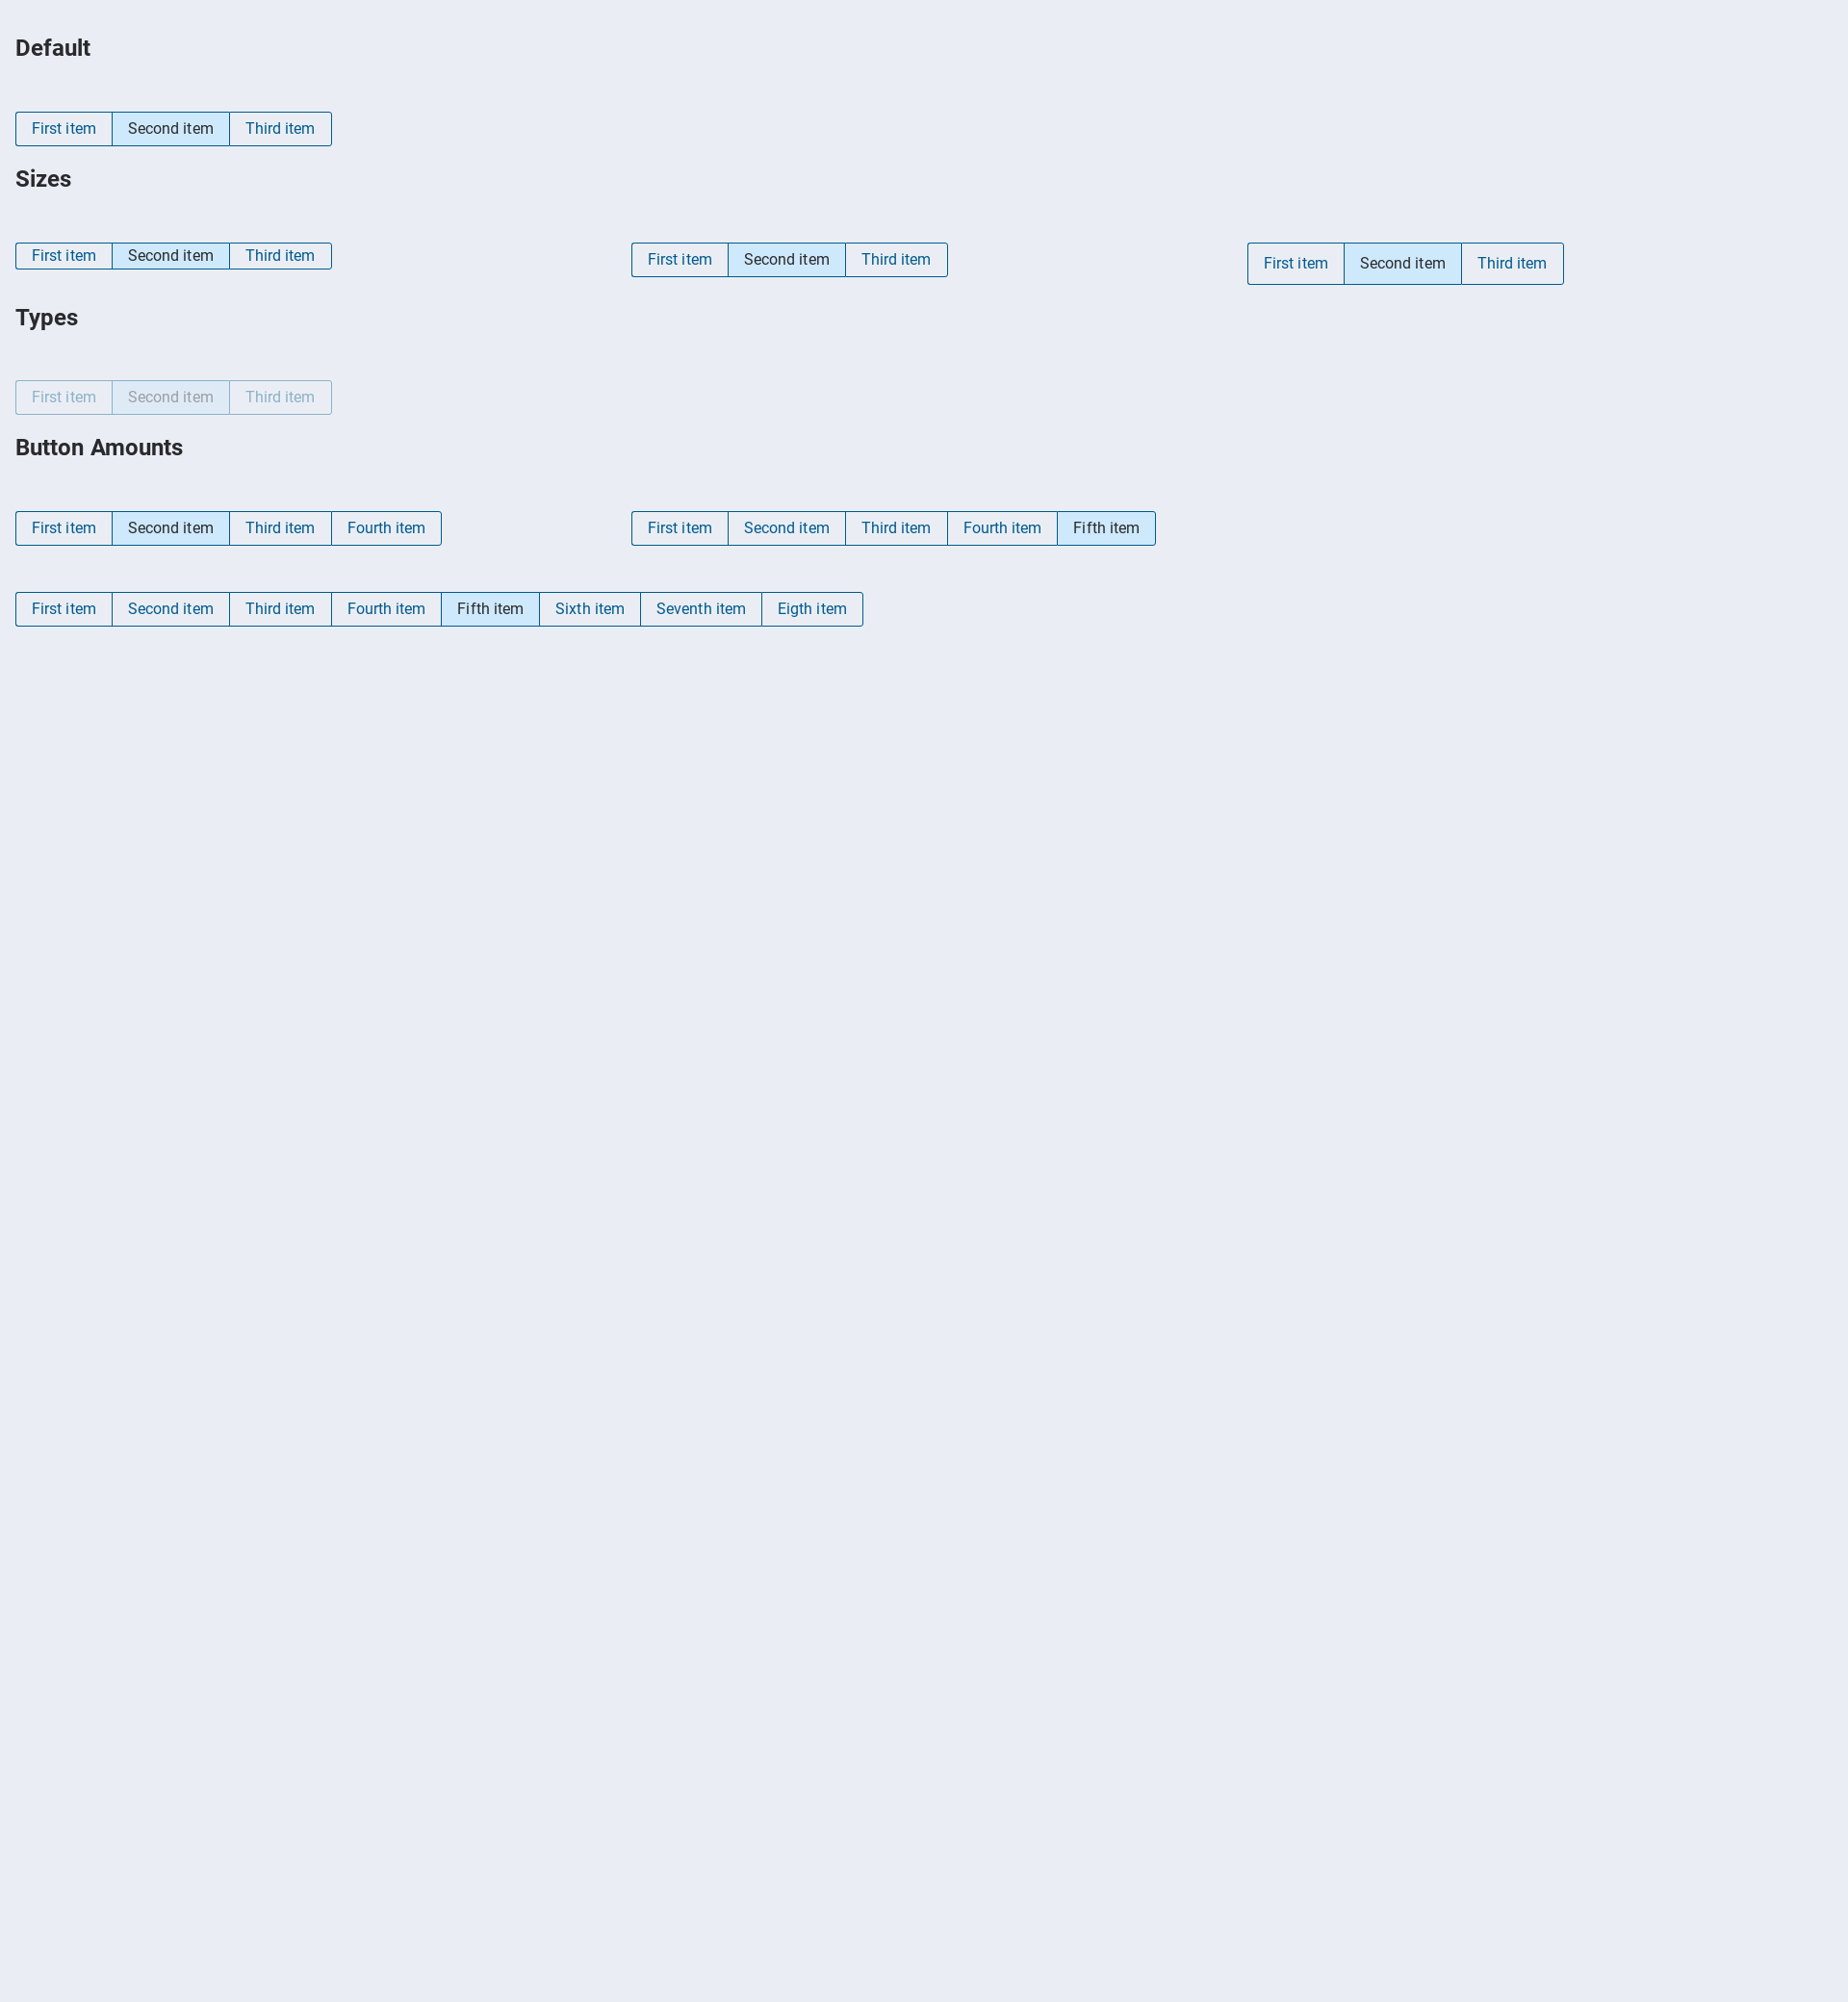 Default
First item Second item Third item
Sizes
First item Second item Third item First item Second item Third item First item Second item Third item
Types
First item Second item Third item
Button Amounts
First item Second item Third item Fourth item First item Second item Third item Fourth item Fifth item
First item Second item Third item Fourth item Fifth item Sixth item Seventh item Eigth item